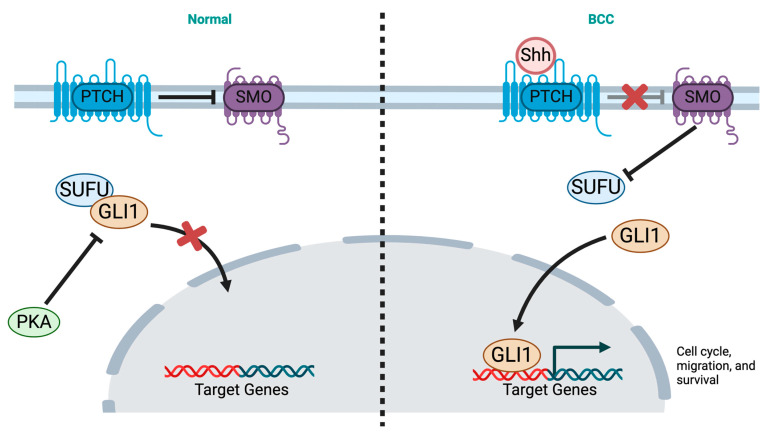 Normal
BCC
Shh
PTCH
SMO
PTCH
SMO
SUFU
GLI1
SUFU
GLI1
PKA
GLI1
Target Genes
Target Genes
Cell cycle,
migration, and
survival